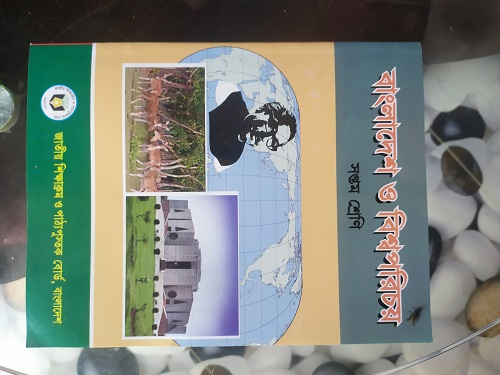 বাংলাদেশ ও বিশ্বপরিচয়
সপ্তম শ্রেণি
জাতীয় শিক্ষাক্রম ও পাঠ্যপুস্তক বোর্ড, বাংলাদেশ